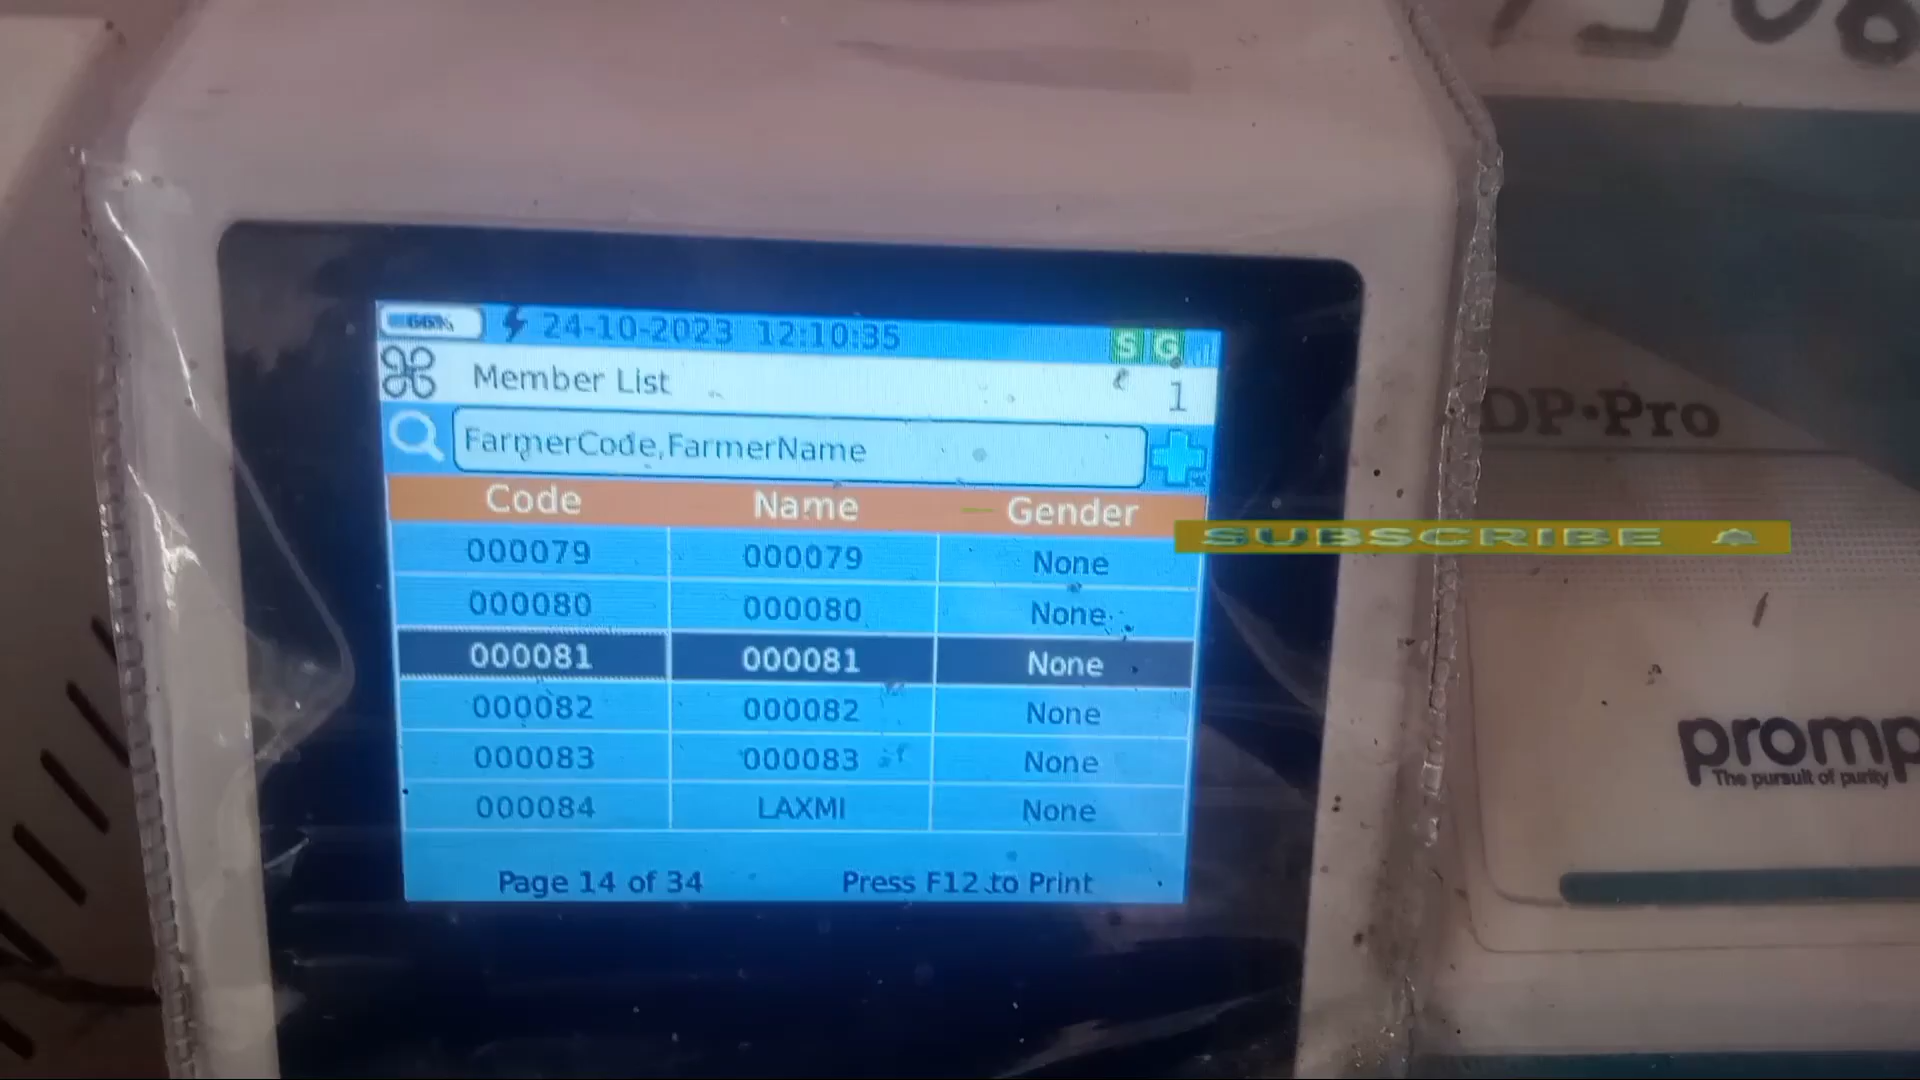 66% 24-10-2023 12:10:35 S G
Member List 1
FarmerCode,FarmerName
Code Name Gender
000079 000079 None
000080 000080 None
000081 000081 None
000082 000082 None
000083 000083 None
000084 LAXMI None
Page 14 of 34 Press F12 to Print
DP-Pro
SUBSCRIBE
promp
The pursuit of purity